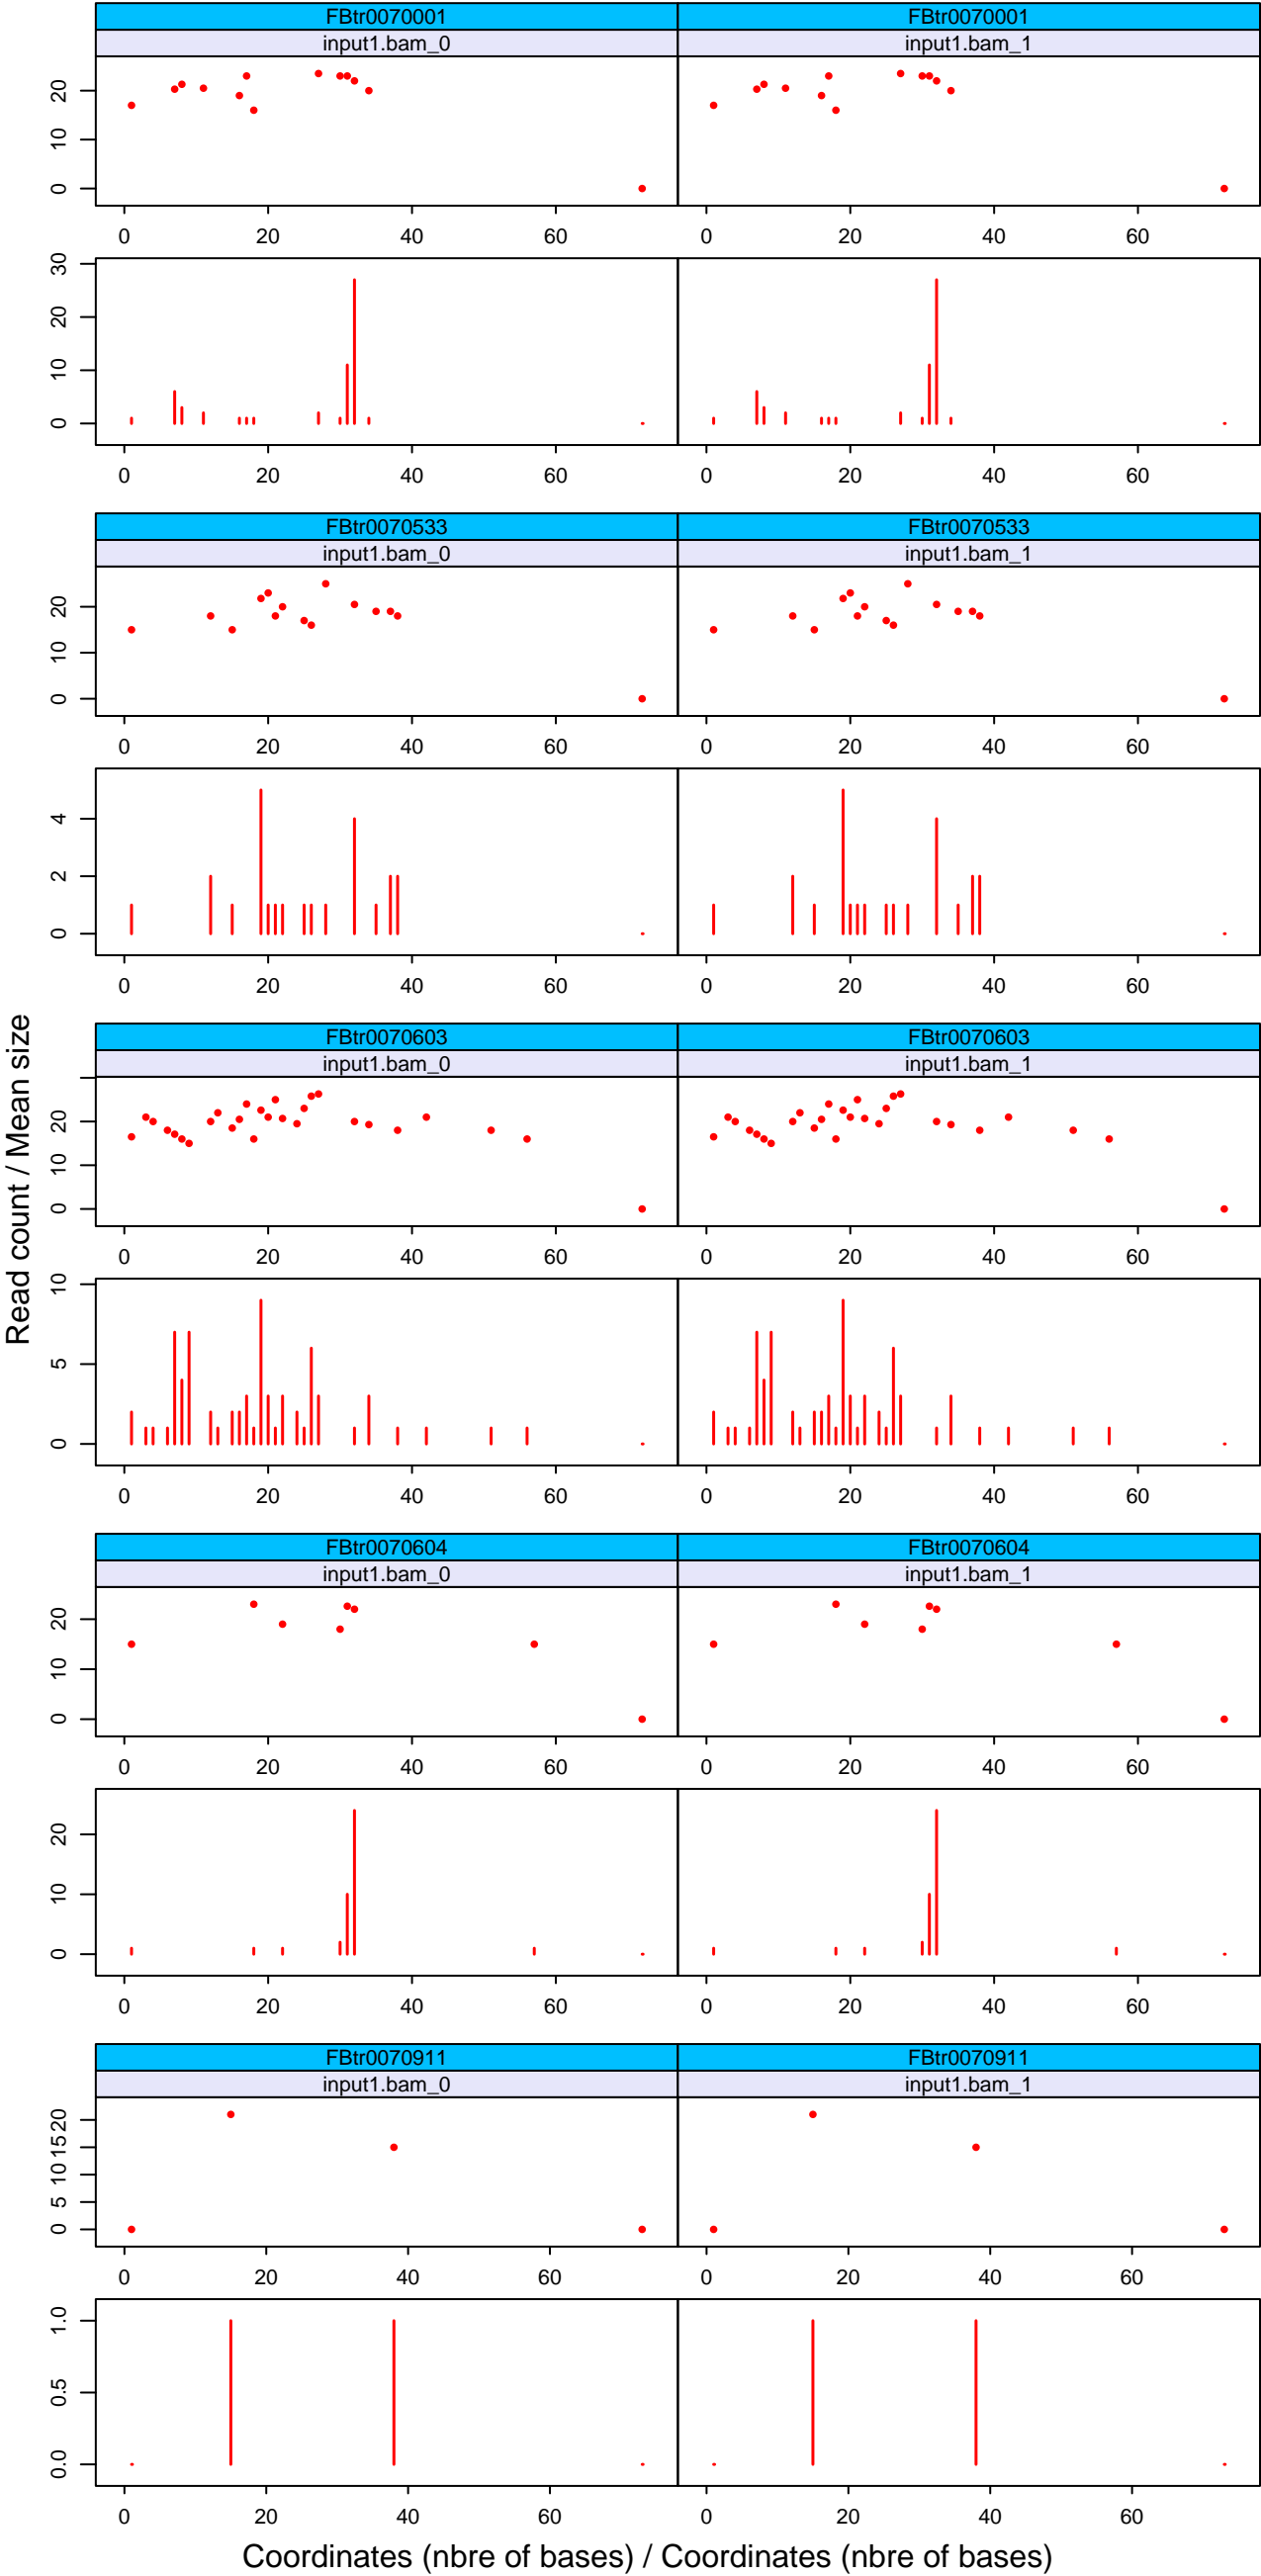 FBtr0070001 FBtr0070001
input1.bam_0 input1.bam_1
20
10
0
0 20 40 60 0 20 40 60
30
20
10
0
0 20 40 60 0 20 40 60
FBtr0070533 FBtr0070533
input1.bam_0 input1.bam_1
20
10
0
0 20 40 60 0 20 40 60
4
2
0
0 20 40 60 0 20 40 60
Read count / Mean size
FBtr0070603 FBtr0070603
input1.bam_0 input1.bam_1
20
10
0
0 20 40 60 0 20 40 60
10
5
0
0 20 40 60 0 20 40 60
FBtr0070604 FBtr0070604
input1.bam_0 input1.bam_1
20
10
0
0 20 40 60 0 20 40 60
20
10
0
0 20 40 60 0 20 40 60
FBtr0070911 FBtr0070911
input1.bam_0 input1.bam_1
20
15
10
5
0
0 20 40 60 0 20 40 60
1.0
0.5
0.0
0 20 40 60 0 20 40 60
Coordinates (nbre of bases) / Coordinates (nbre of bases)